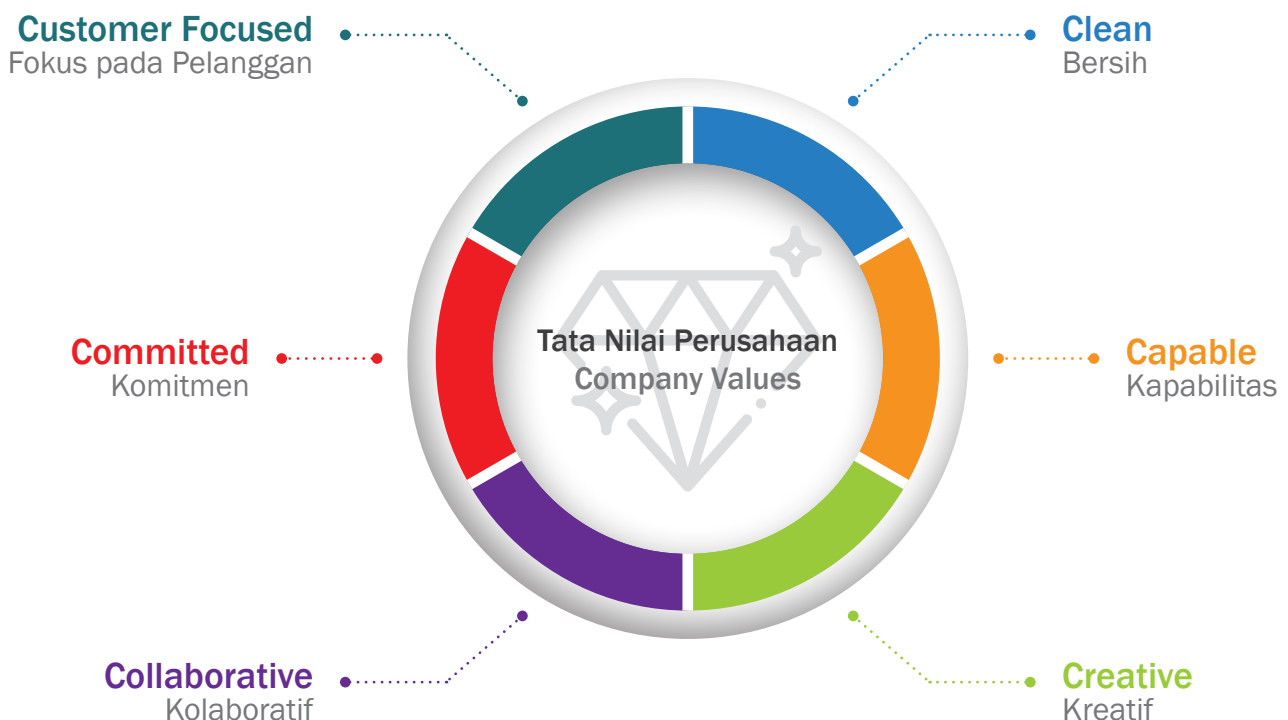 Customer Focused
Fokus pada Pelanggan
Clean
Bersih
Committed
Komitmen
Tata Nilai Perusahaan
Company Values
Capable
Kapabilitas
Collaborative
Kolaboratif
Creative
Kreatif